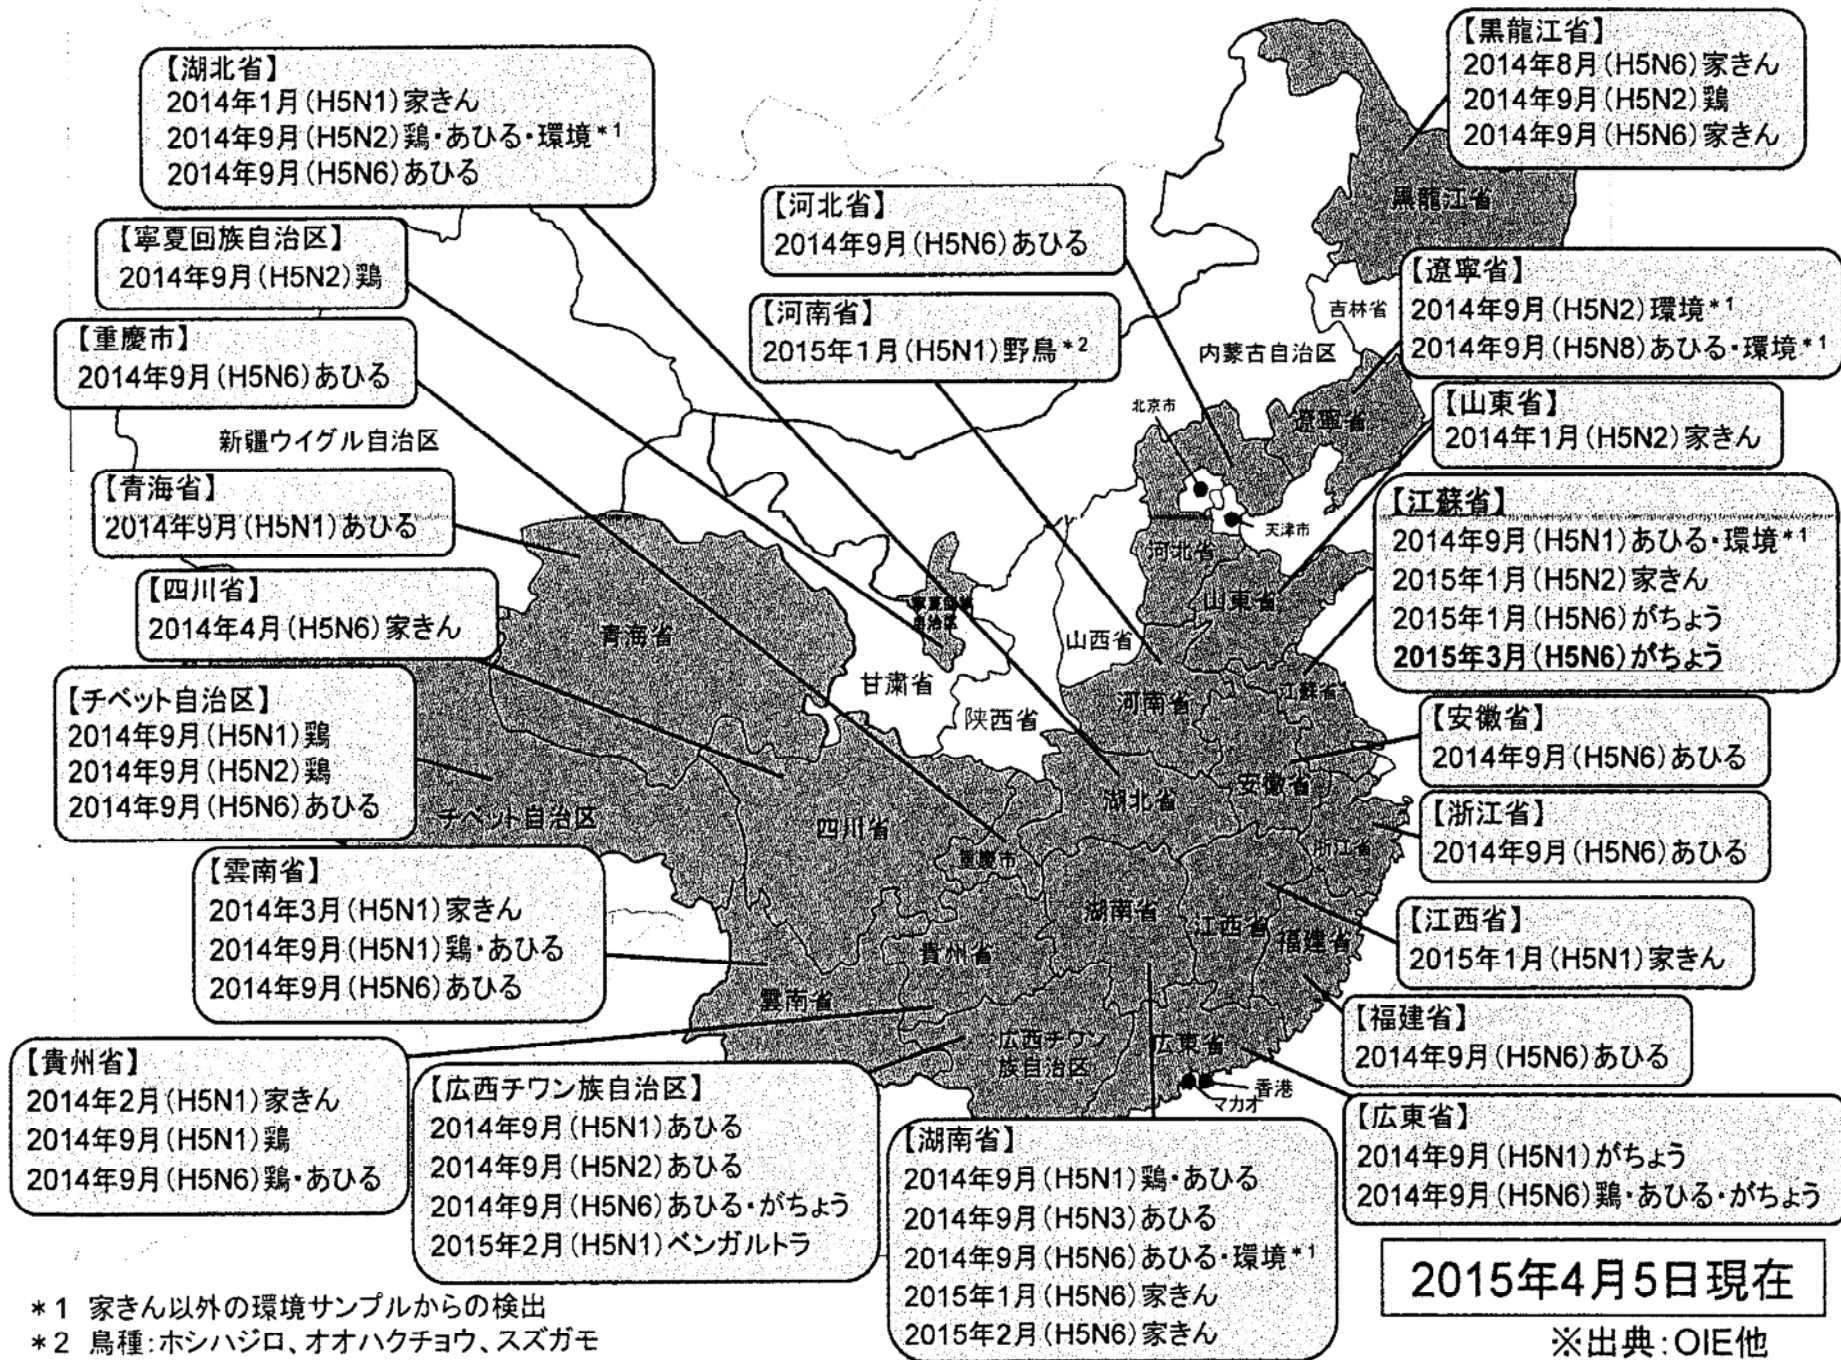 【湖北省】
2014年1月(H5N1)家きん
2014年9月(H5N2)鶏・あひる・環境*1
2014年9月(H5N6)あひる
【黒龍江省】
2014年8月(H5N6)家きん
2014年9月(H5N2)鶏
2014年9月(H5N6)家きん
【寧夏回族自治区】
2014年9月(H5N2)鶏
【河北省】
2014年9月(H5N6)あひる
【遼寧省】
2014年9月(H5N2)環境*1
2014年9月(H5N8)あひる・環境*1
【重慶市】
2014年9月(H5N6)あひる
【河南省】
2015年1月(H5N1)野鳥*2
【山東省】
2014年1月(H5N2)家きん
【青海省】
2014年9月(H5N1)あひる
【江蘇省】
2014年9月(H5N1)あひる・環境*1
2015年1月(H5N2)家きん
2015年1月(H5N6)がちょう
2015年3月(H5N6)がちょう
【四川省】
2014年4月(H5N6)家きん
【チベット自治区】
2014年9月(H5N1)鶏
2014年9月(H5N2)鶏
2014年9月(H5N6)あひる
【安徽省】
2014年9月(H5N6)あひる
【浙江省】
2014年9月(H5N6)あひる
【雲南省】
2014年3月(H5N1)家きん
2014年9月(H5N1)鶏・あひる
2014年9月(H5N6)あひる
【江西省】
2015年1月(H5N1)家きん
【福建省】
2014年9月(H5N6)あひる
【貴州省】
2014年2月(H5N1)家きん
2014年9月(H5N1)鶏
2014年9月(H5N6)鶏・あひる
【広西チワン族自治区】
2014年9月(H5N1)あひる
2014年9月(H5N2)あひる
2014年9月(H5N6)あひる・がちょう
2015年2月(H5N1)ベンガルトラ
【湖南省】
2014年9月(H5N1)鶏・あひる
2014年9月(H5N3)あひる
2014年9月(H5N6)あひる・環境*1
2015年1月(H5N6)家きん
2015年2月(H5N6)家きん
【広東省】
2014年9月(H5N1)がちょう
2014年9月(H5N6)鶏・あひる・がちょう
黒龍江省
吉林省
内蒙古自治区
遼寧省
北京市
天津市
新疆ウイグル自治区
河北省
山東省
寧夏回族
自治区
山西省
青海省
甘粛省
陝西省
河南省
江蘇省
安徽省
湖北省
チベット自治区
四川省
重慶市
浙江省
湖南省
江西省
福建省
貴州省
雲南省
広西チワン
族自治区
広東省
香港
マカオ
2015年4月5日現在
※出典:OIE他
*1 家きん以外の環境サンプルからの検出
*2 鳥種:ホシハジロ、オオハクチョウ、スズガモ